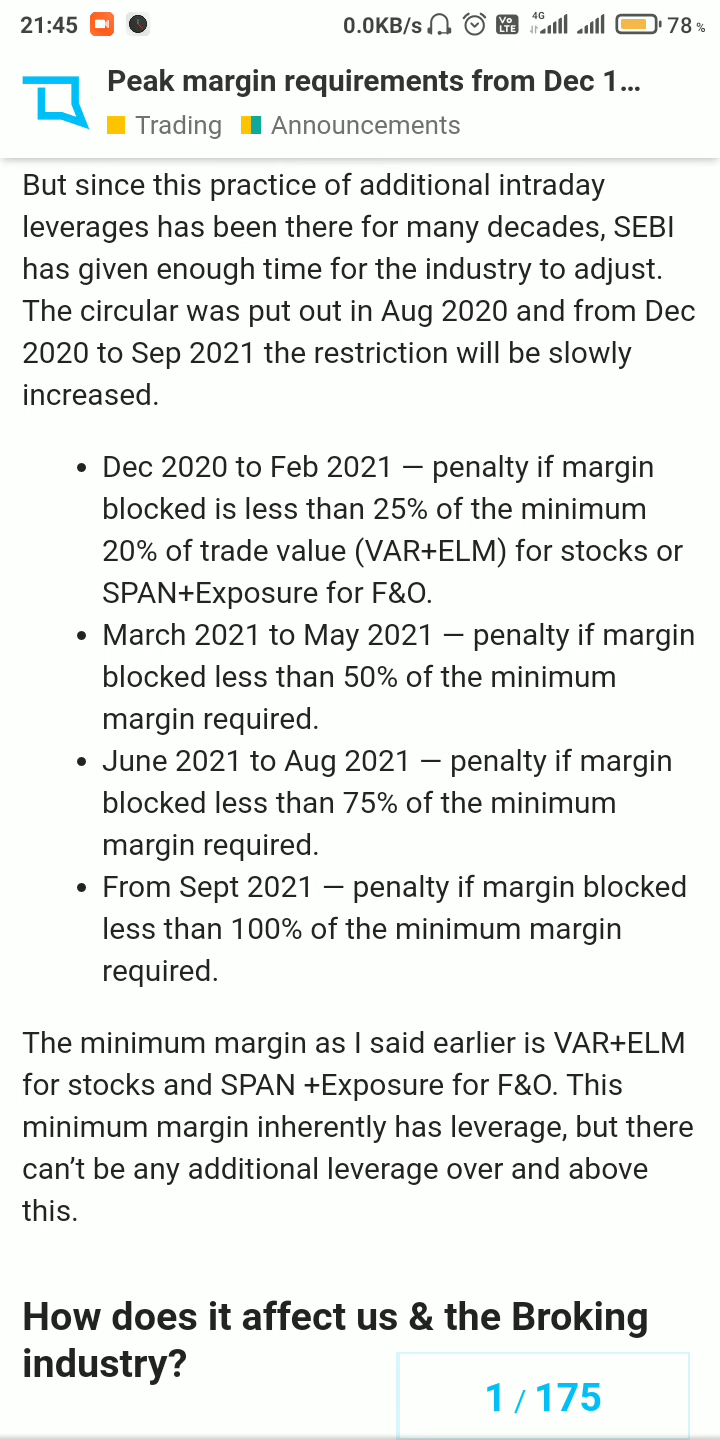 21:45 0.0KB/s Vo LTE 4G 78%
Peak margin requirements from Dec 1...
Trading Announcements
But since this practice of additional intraday
leverages has been there for many decades, SEBI
has given enough time for the industry to adjust.
The circular was put out in Aug 2020 and from Dec
2020 to Sep 2021 the restriction will be slowly
increased.
• Dec 2020 to Feb 2021 — penalty if margin
blocked is less than 25% of the minimum
20% of trade value (VAR+ELM) for stocks or
SPAN+Exposure for F&O.
• March 2021 to May 2021 — penalty if margin
blocked less than 50% of the minimum
margin required.
• June 2021 to Aug 2021 — penalty if margin
blocked less than 75% of the minimum
margin required.
• From Sept 2021 — penalty if margin blocked
less than 100% of the minimum margin
required.
The minimum margin as I said earlier is VAR+ELM
for stocks and SPAN +Exposure for F&O. This
minimum margin inherently has leverage, but there
can’t be any additional leverage over and above
this.
How does it affect us & the Broking
industry?
1 / 175